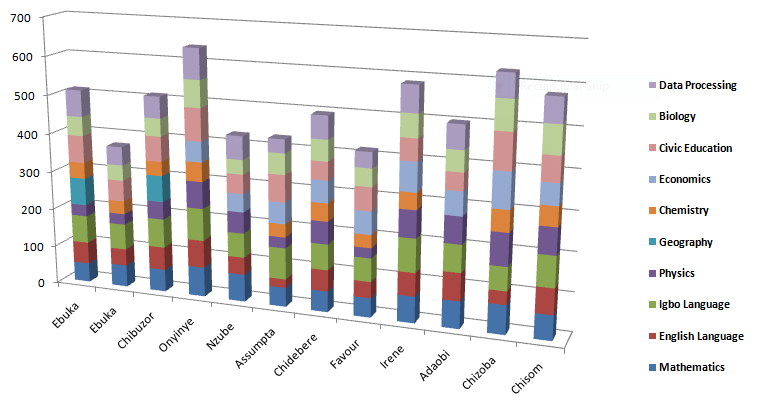 700
600
500
400
300
200
100
0
Ebuka
Ebuka
Chibuzor
Onyinye
Nzube
Assumpta
Chidebere
Favour
Irene
Adaobi
Chizoba
Chisom
Data Processing
Biology
Civic Education
Economics
Chemistry
Geography
Physics
Igbo Language
English Language
Mathematics